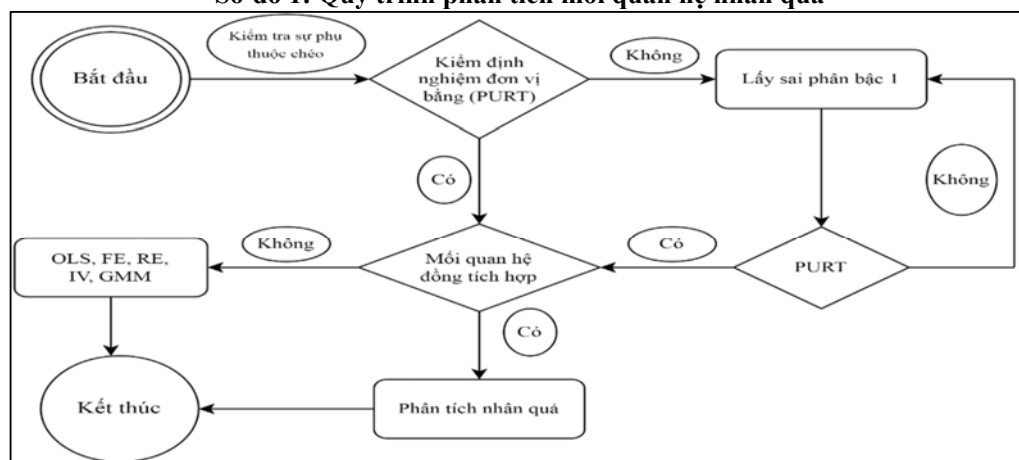 Sơ đồ 1: Quy trình phân tích mối quan hệ nhân quả
Bắt đầu
Kiểm tra sự phụ
thuộc chéo
Kiểm định
nghiệm đơn vị
bảng (PURT)
Không
Lấy sai phân bậc 1
Có
Không
OLS, FE, RE,
IV, GMM
Không
Mối quan hệ
đồng tích hợp
Có
PURT
Có
Kết thúc
Phân tích nhân quả